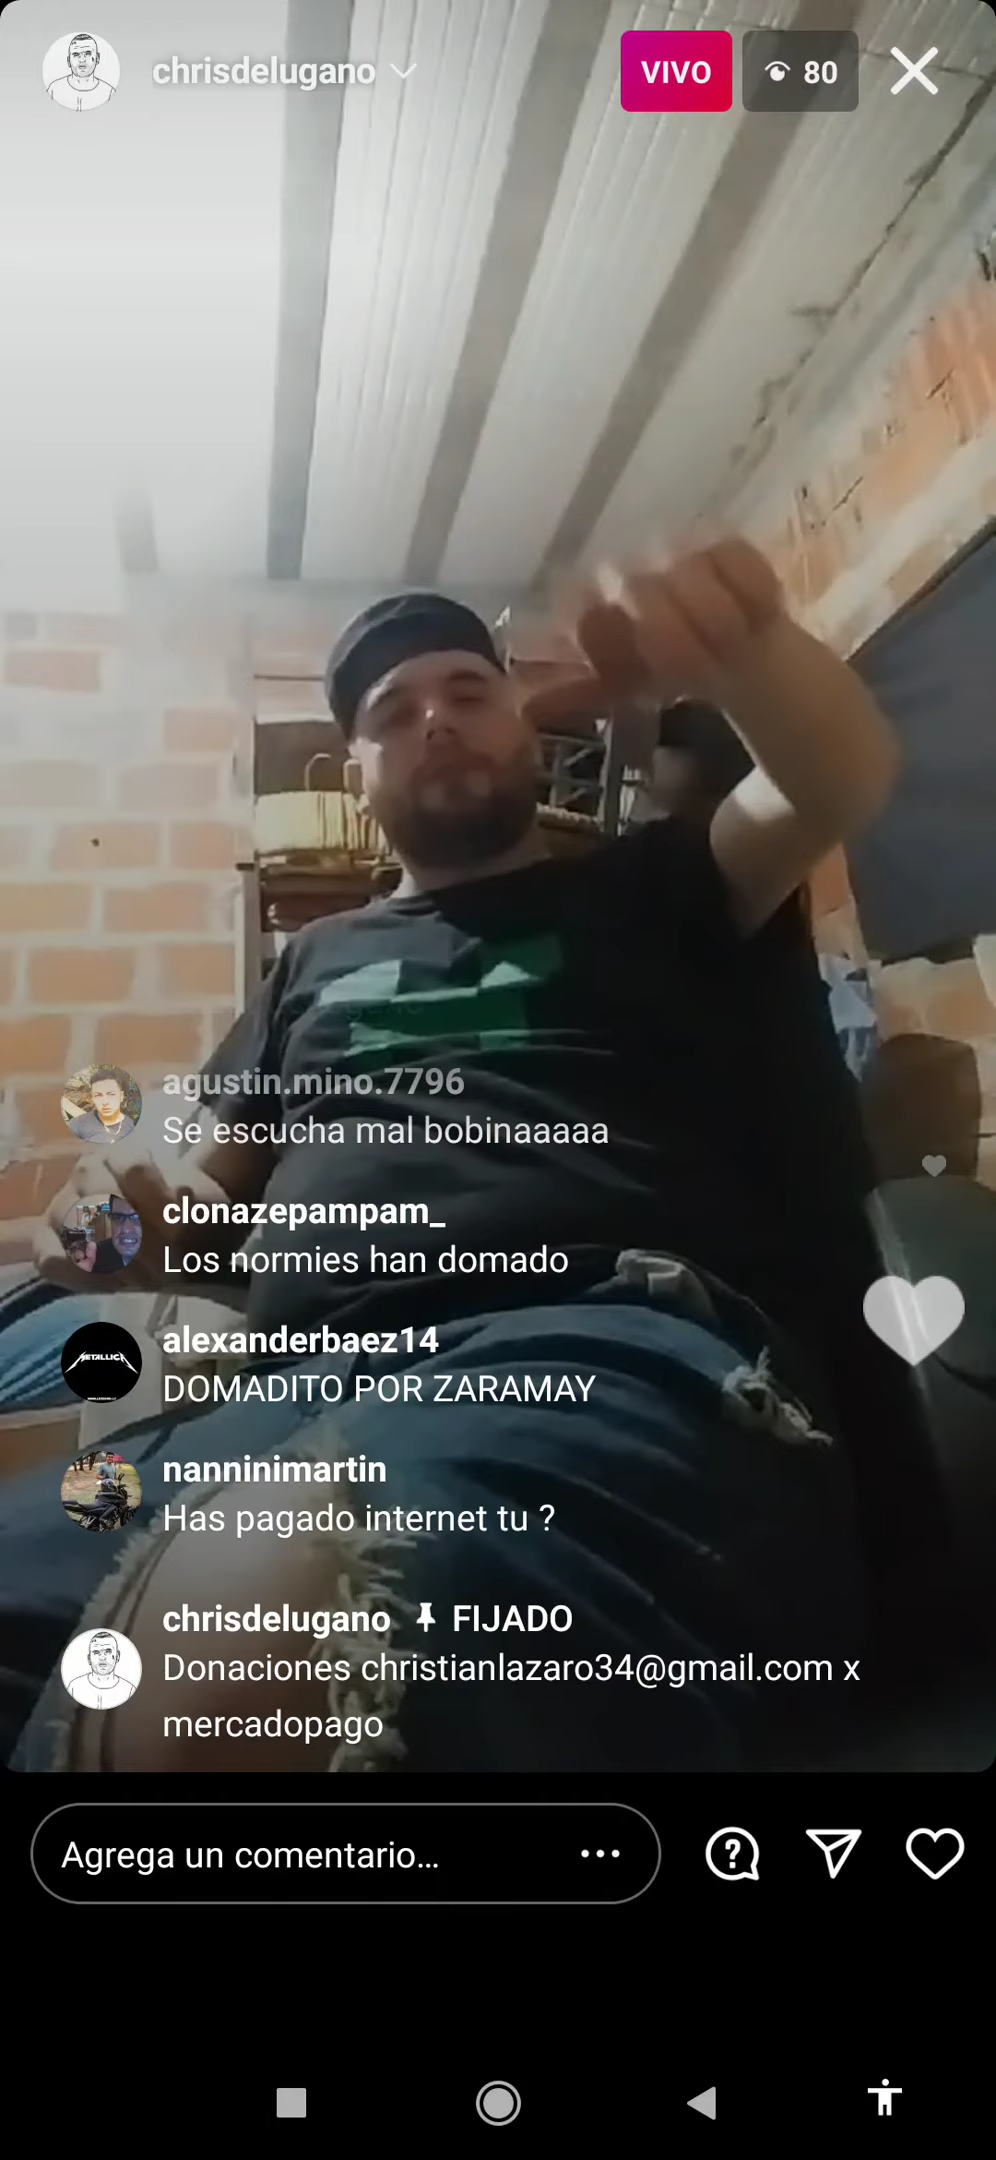 chrisdelugano
VIVO
80
agustin.mino.7796
Se escucha mal bobinaaaaa
clonazepampam_
Los normies han domado
alexanderbaez14
METALLICA
DOMADITO POR ZARAMAY
nanninimartin
Has pagado internet tu ?
chrisdelugano FIJADO
Donaciones christianlazaro34@gmail.com x
mercadopago
Agrega un comentario...